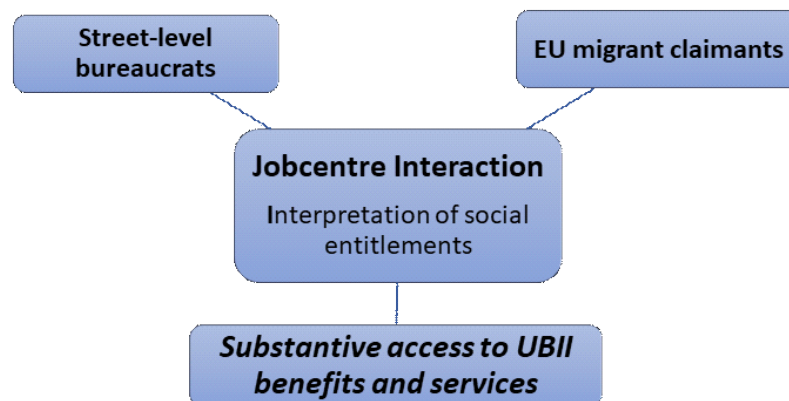 Street-level
bureaucrats
EU migrant claimants
Jobcentre Interaction
Interpretation of social
entitlements
Substantive access to UBII
benefits and services